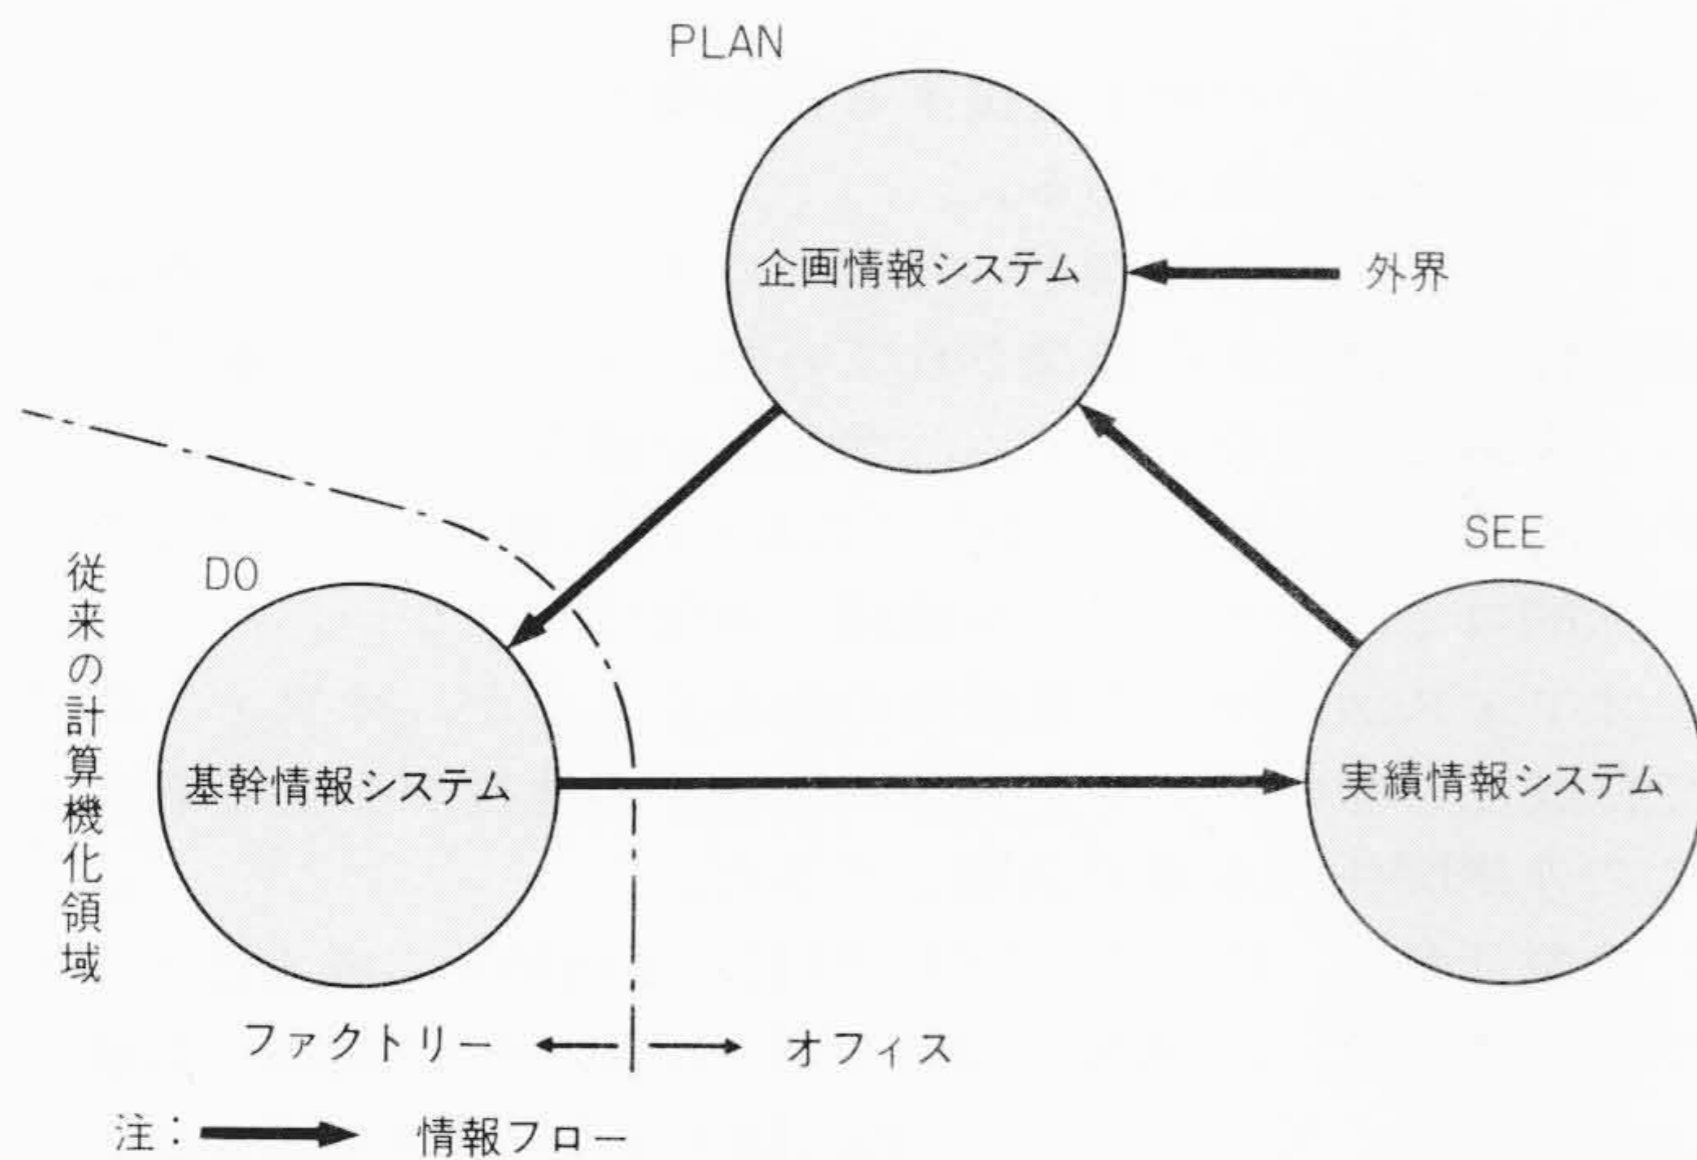 PLAN
企画情報システム
外界
SEE
DO
従来の計算機化領域
基幹情報システム
実績情報システム
ファクトリー
オフィス
注：
情報フロー